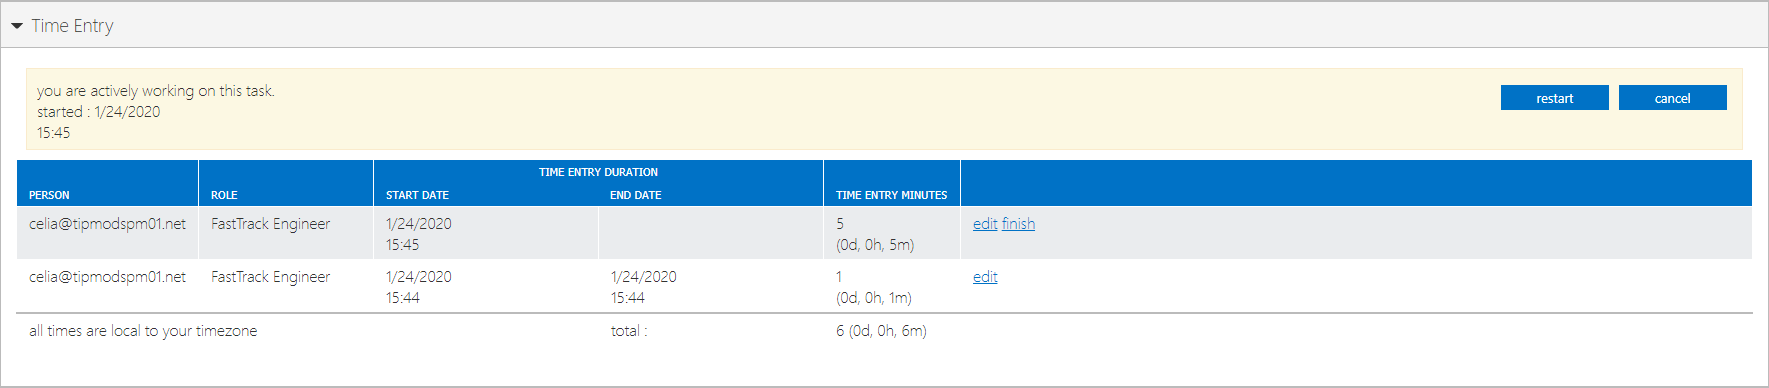 Time Entry
you are actively working on this task.
started : 1/24/2020
15:45
restart
cancel
TIME ENTRY DURATION
PERSON ROLE START DATE END DATE TIME ENTRY MINUTES
celia@tipmodspm01.net FastTrack Engineer 1/24/2020 5 edit finish
15:45 (0d, 0h, 5m)
celia@tipmodspm01.net FastTrack Engineer 1/24/2020 1/24/2020 1 edit
15:44 15:44 (0d, 0h, 1m)
all times are local to your timezone total : 6 (0d, 0h, 6m)